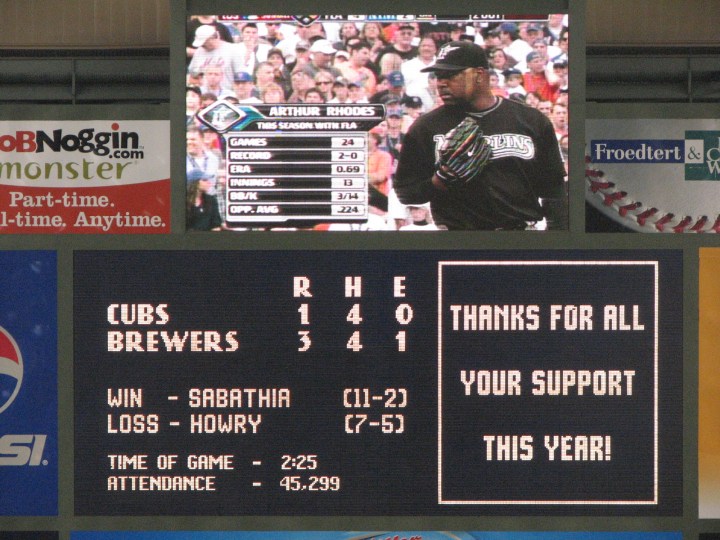 ARTHUR RHODES
THIS SEASON WITH FLA
GAMES 24
RECORD 2-0
ERA 0.69
INNINGS 13
BB/K 3/14
OPP. AVG .224
MARLINS
oBNoggin
.com
monster
Part-time.
l-time. Anytime.
Froedtert &
R H E
CUBS 1 4 0
BREWERS 3 4 1
WIN - SABATHIA (11-2)
LOSS - HOWRY (7-5)
TIME OF GAME - 2:25
ATTENDANCE - 45,299
THANKS FOR ALL
YOUR SUPPORT
THIS YEAR!
SI.